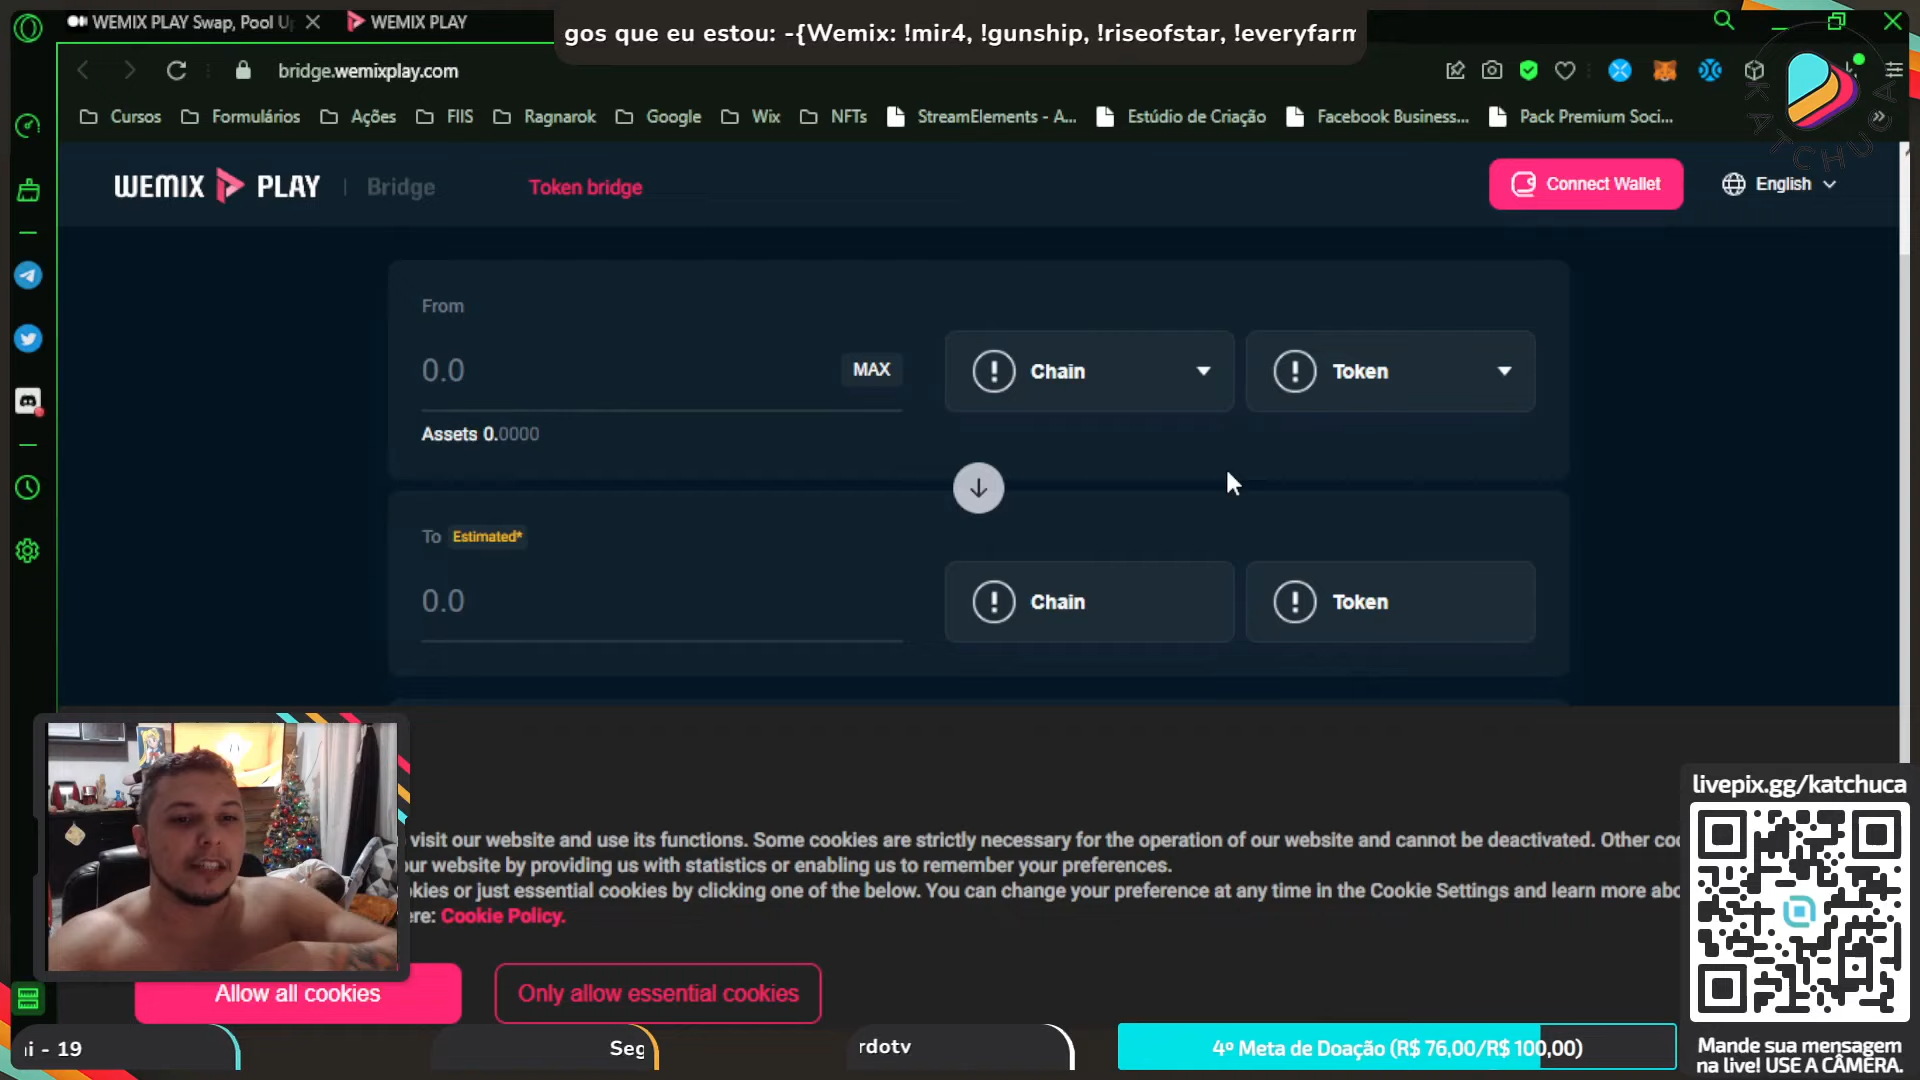 WEMIX PLAY Swap, Pool Up
WEMIX PLAY
gos que eu estou: -{Wemix: !mir4, !gunship, !riseofstar, !everyfarm
bridge.wemixplay.com
Cursos
Formulários
Ações
FIIS
Ragnarok
Google
Wix
NFTs
StreamElements - A...
Estúdio de Criação
Facebook Business...
Pack Premium Soci...
»
KATCHUCA
WEMIX PLAY
Bridge
Token bridge
Connect Wallet
English
From
0.0
MAX
Chain
Token
Assets 0.0000
To Estimated*
0.0
Chain
Token
visit our website and use its functions. Some cookies are strictly necessary for the operation of our website and cannot be deactivated. Other coo
our website by providing us with statistics or enabling us to remember your preferences.
okies or just essential cookies by clicking one of the below. You can change your preference at any time in the Cookie Settings and learn more abo
ere: Cookie Policy.
Allow all cookies
Only allow essential cookies
livepix.gg/katchuca
Mande sua mensagem
na live! USE A CÂMERA.
- 19
Seg
rdotv
4º Meta de Doação (R$ 76,00/R$ 100,00)